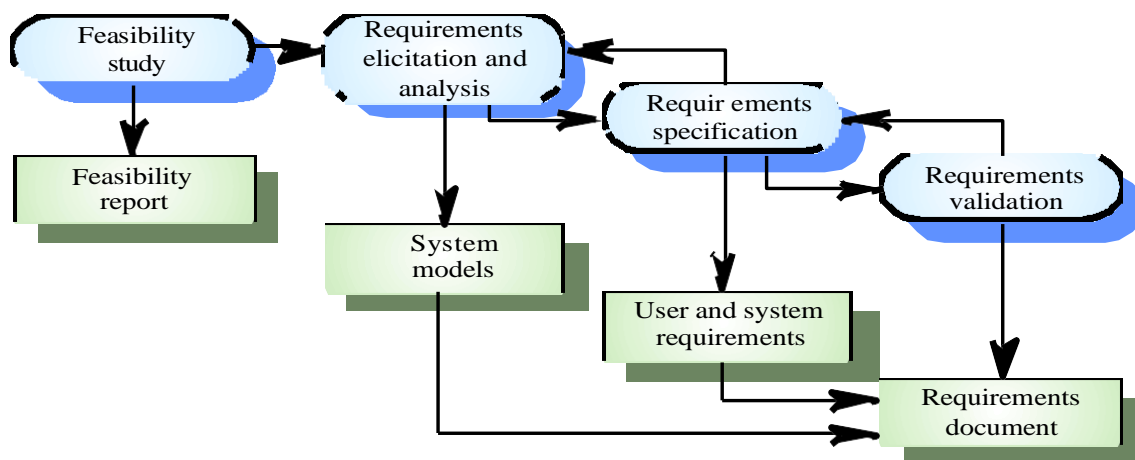 Feasibility
study
Requirements
elicitation and
analysis
Requir ements
specification
Requirements
validation
Feasibility
report
System
models
User and system
requirements
Requirements
document